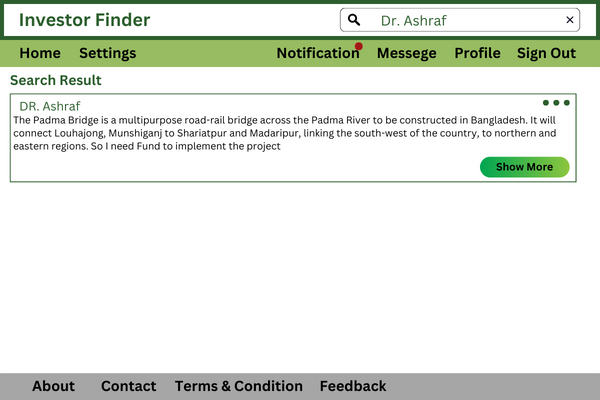 Investor Finder
Dr. Ashraf
Home Settings Notification Messege Profile Sign Out
Search Result
DR. Ashraf
The Padma Bridge is a multipurpose road-rail bridge across the Padma River to be constructed in Bangladesh. It will
connect Louhajong, Munshiganj to Shariatpur and Madaripur, linking the south-west of the country, to northern and
eastern regions. So I need Fund to implement the project
Show More
About Contact Terms & Condition Feedback